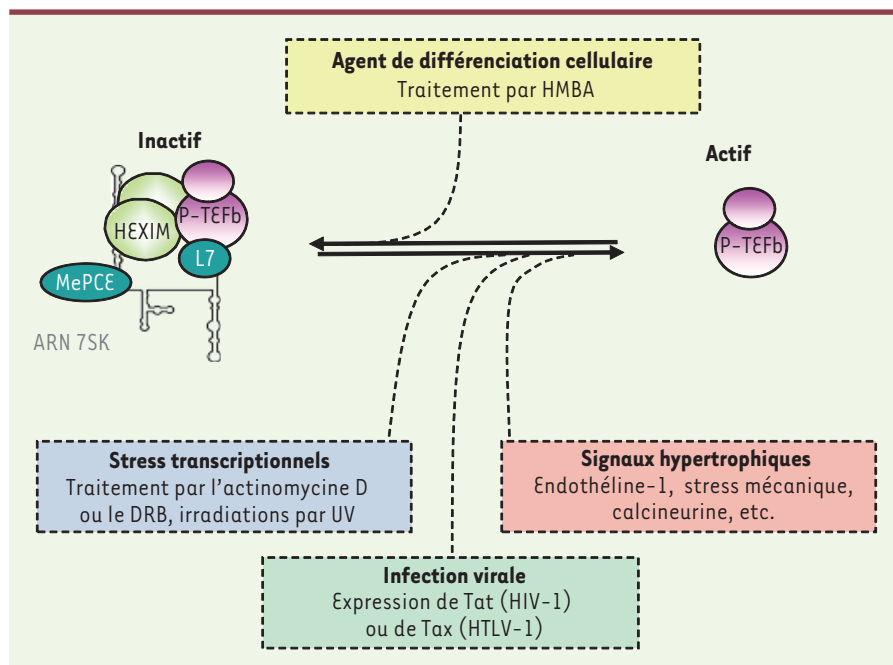 Agent de différenciation cellulaire
Traitement par HMBA
Inactif
Actif
HEXIM
P-TEFb
L7
MePCE
ARN 7SK
P-TEFb
Stress transcriptionnels
Traitement par l'actinomycine D
ou le DRB, irradiations par UV
Signaux hypertrophiques
Endothéline-1, stress mécanique,
calcineurine, etc.
Infection virale
Expression de Tat (HIV-1)
ou de Tax (HTLV-1)